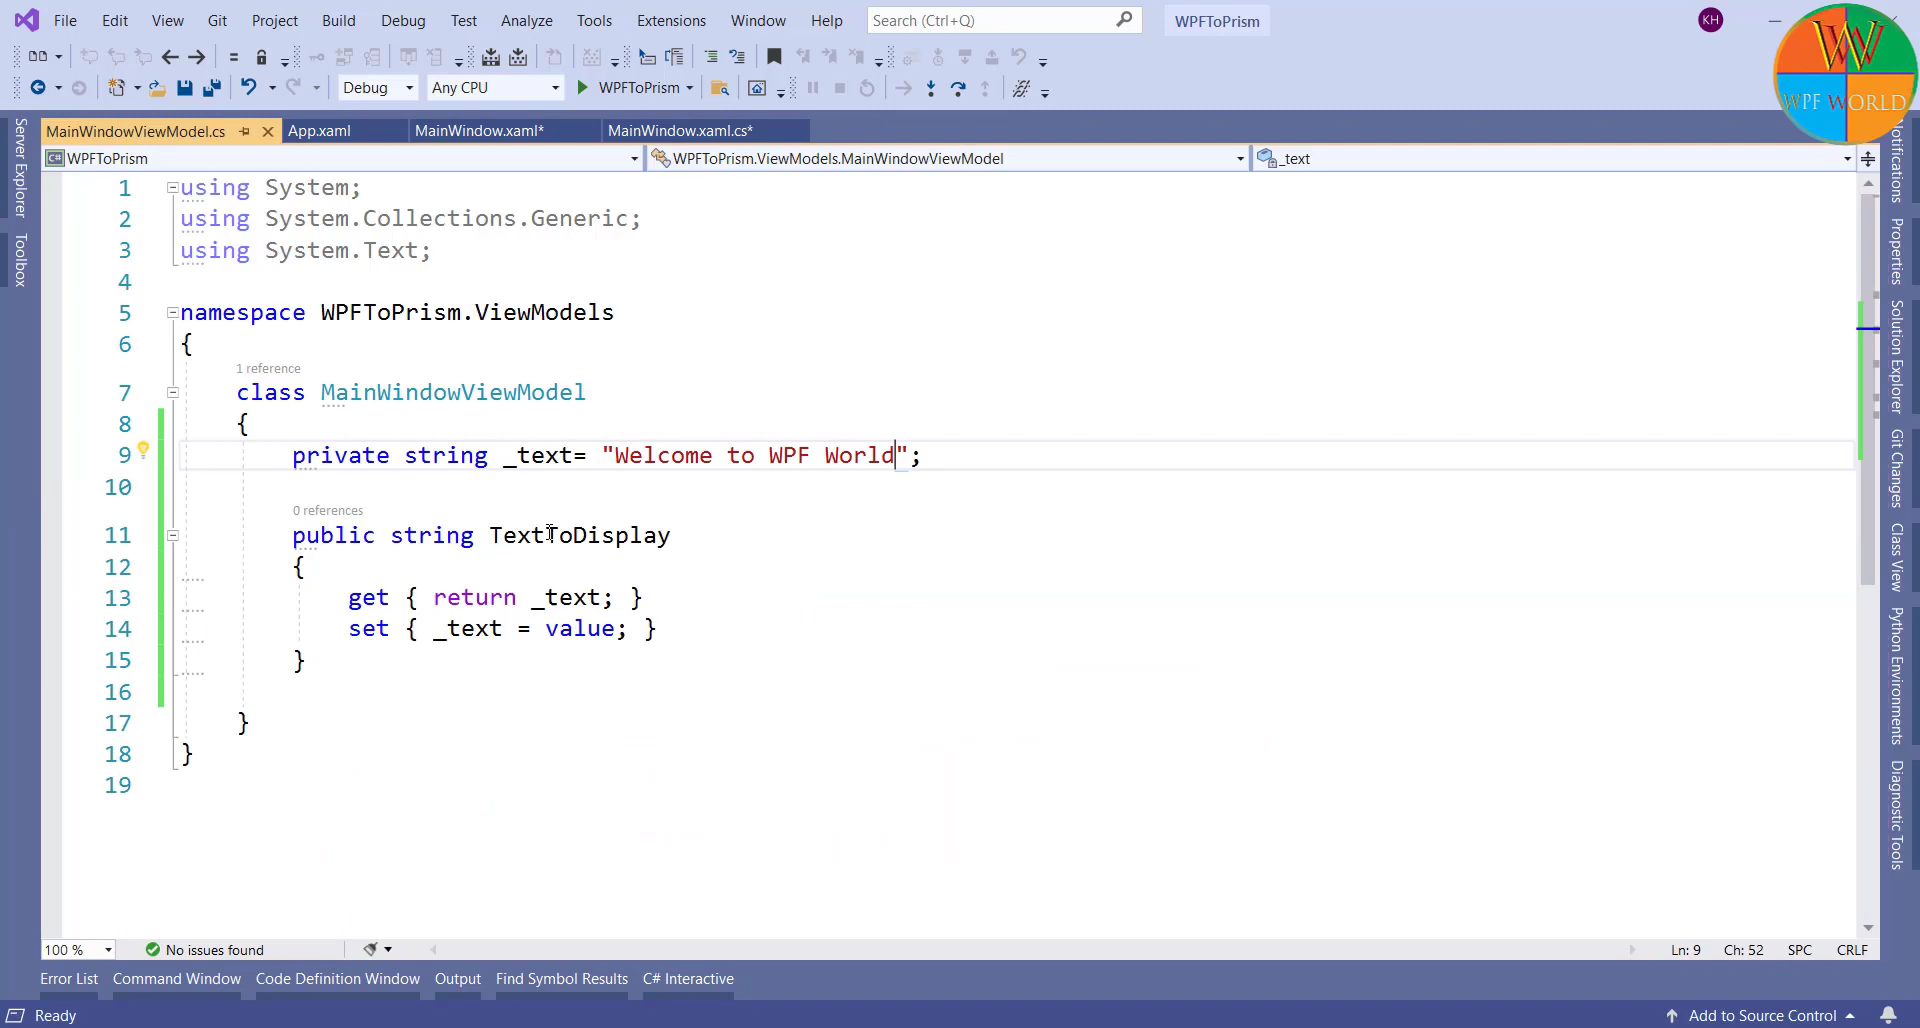 File Edit View Git Project Build Debug Test Analyze Tools Extensions Window Help Search (Ctrl+Q) WPFToPrism KH
Debug Any CPU WPFToPrism
W
WPF WORLD
MainWindowViewModel.cs App.xaml MainWindow.xaml* MainWindow.xaml.cs*
C# WPFToPrism WPFToPrism.ViewModels.MainWindowViewModel _text
1 using System;
2 using System.Collections.Generic;
3 using System.Text;
4
5 namespace WPFToPrism.ViewModels
6 {
1 reference
7 class MainWindowViewModel
8 {
9 private string _text= "Welcome to WPF World";
10
0 references
11 public string TextToDisplay
12 {
13 get { return _text; }
14 set { _text = value; }
15 }
16
17 }
18 }
19
Server Explorer
Toolbox
Notifications
Properties
Solution Explorer
Git Changes
Class View
Python Environments
Diagnostic Tools
100 % No issues found Ln: 9 Ch: 52 SPC CRLF
Error List Command Window Code Definition Window Output Find Symbol Results C# Interactive
Ready Add to Source Control